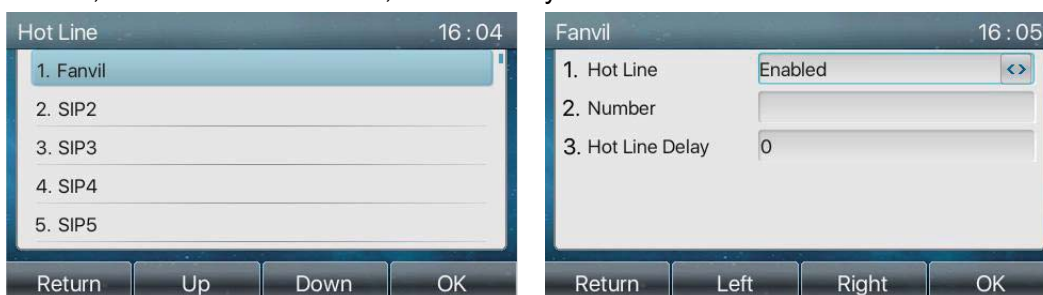 Hot Line 16 : 04
1. Fanvil
2. SIP2
3. SIP3
4. SIP4
5. SIP5
Return Up Down OK
Fanvil 16 : 05
1. Hot Line Enabled <>
2. Number
3. Hot Line Delay 0
Return Left Right OK